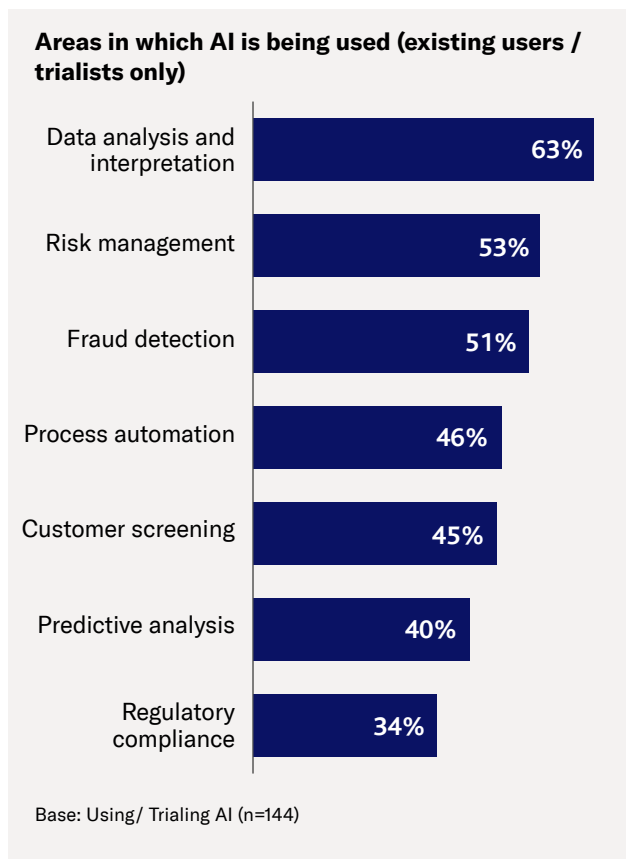 Areas in which AI is being used (existing users /
trialists only)
Data analysis and
interpretation
63%
Risk management
53%
Fraud detection
51%
Process automation
46%
Customer screening
45%
Predictive analysis
40%
Regulatory
compliance
34%
Base: Using/ Trialing AI (n=144)